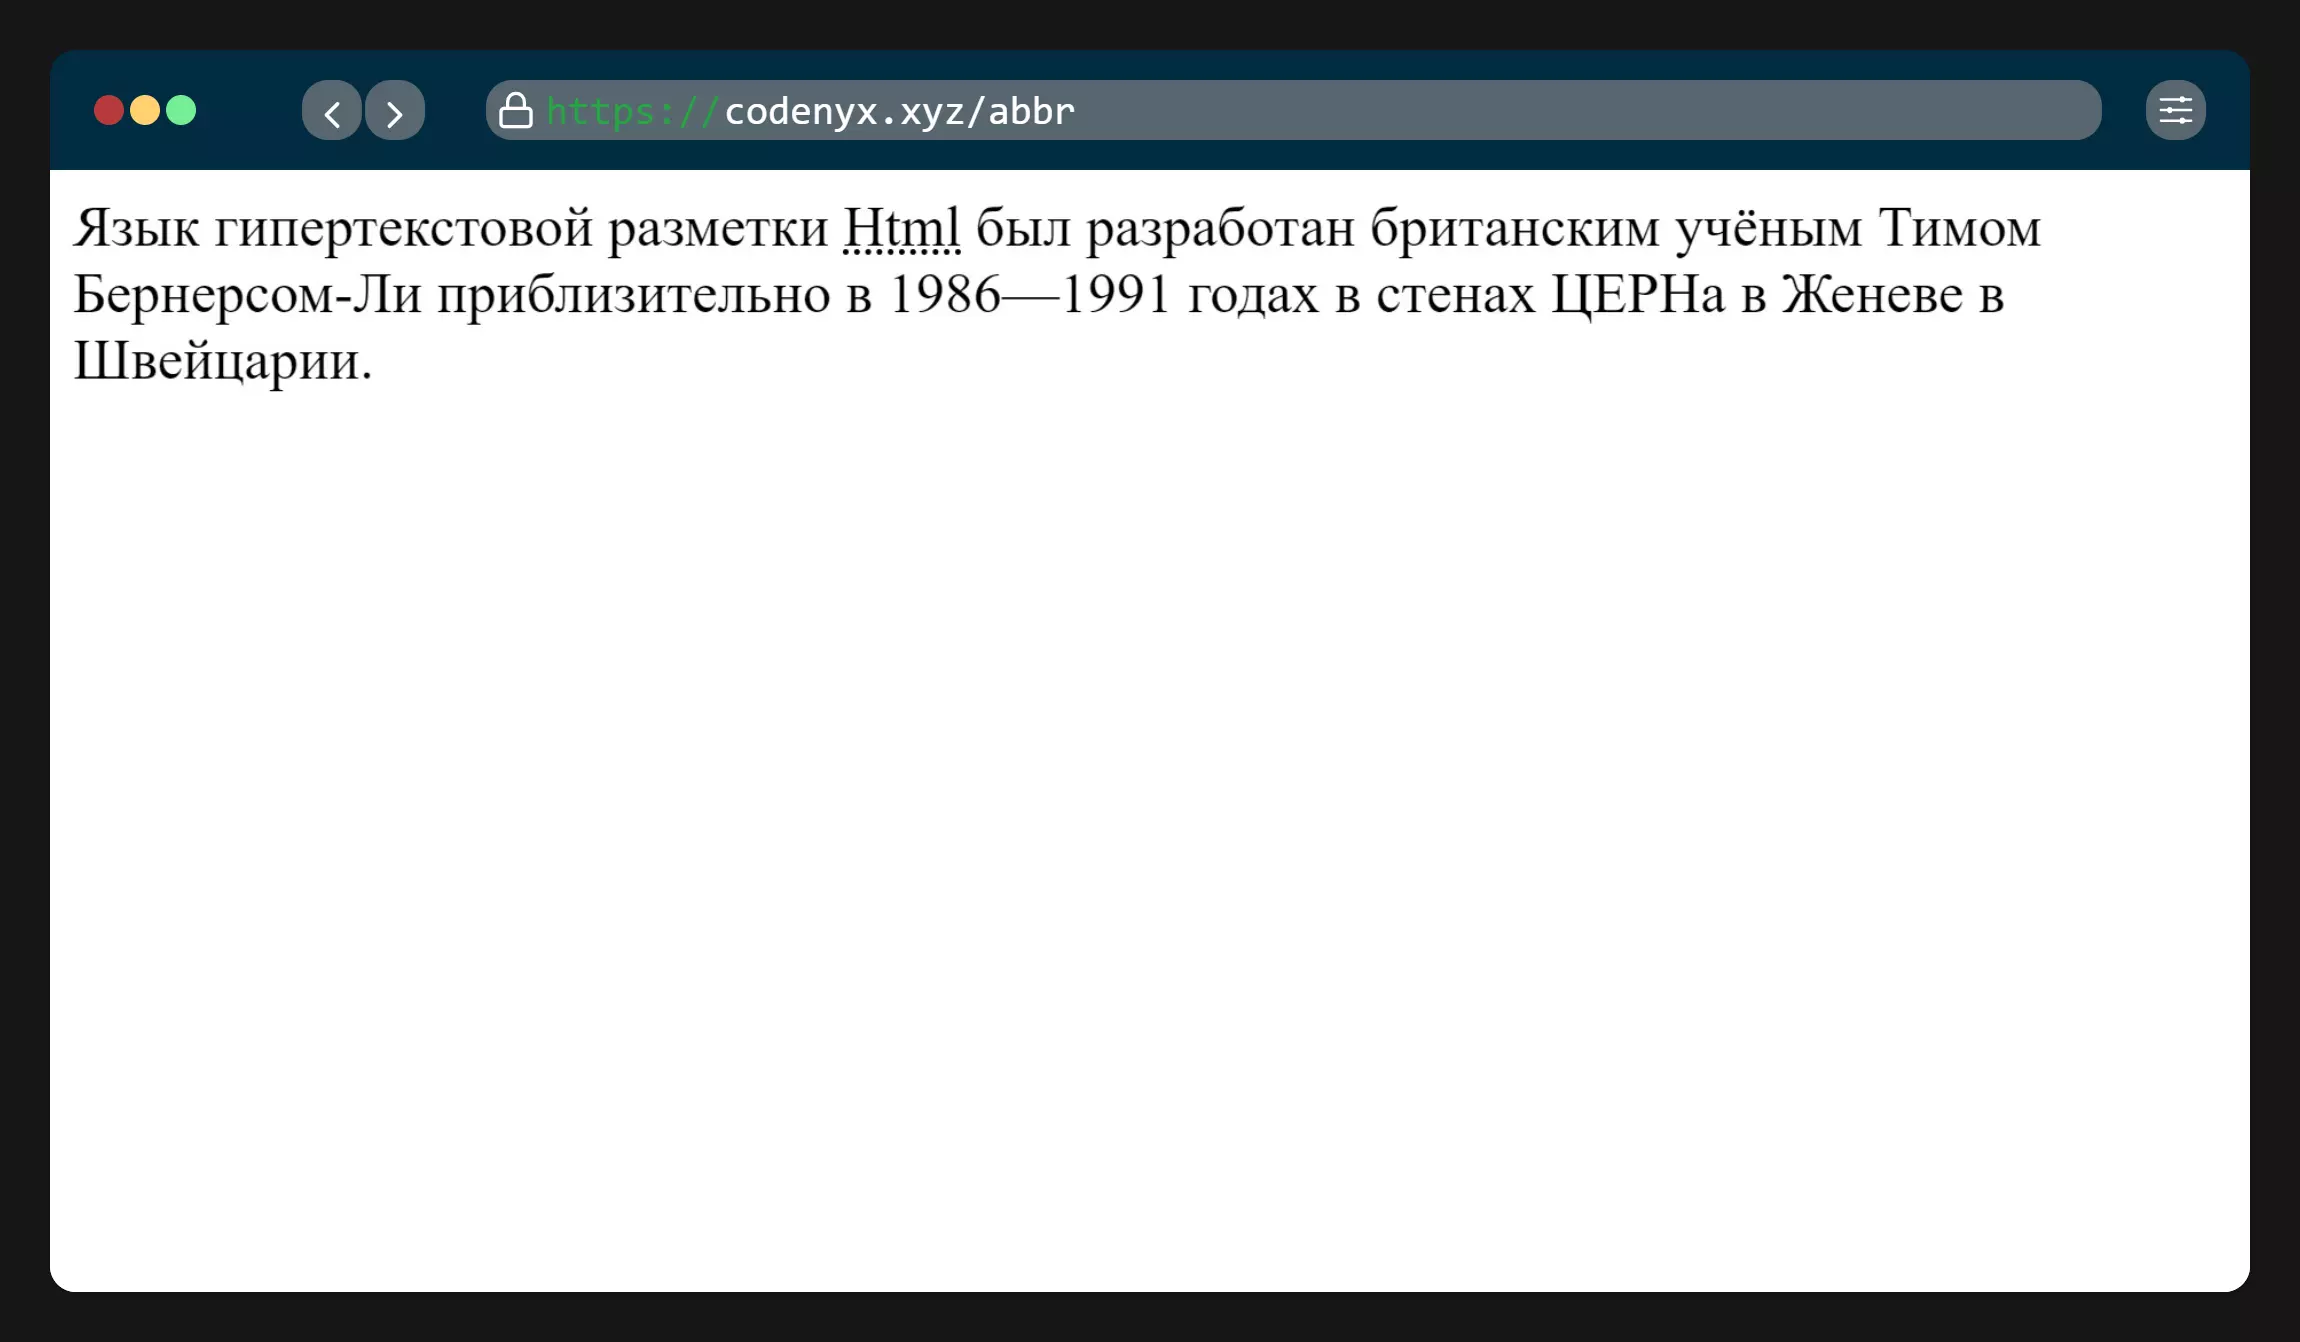 https://codenyx.xyz/abbr
Язык гипертекстовой разметки Html был разработан британским учёным Тимом
Бернерсом-Ли приблизительно в 1986—1991 годах в стенах ЦЕРНа в Женеве в
Швейцарии.